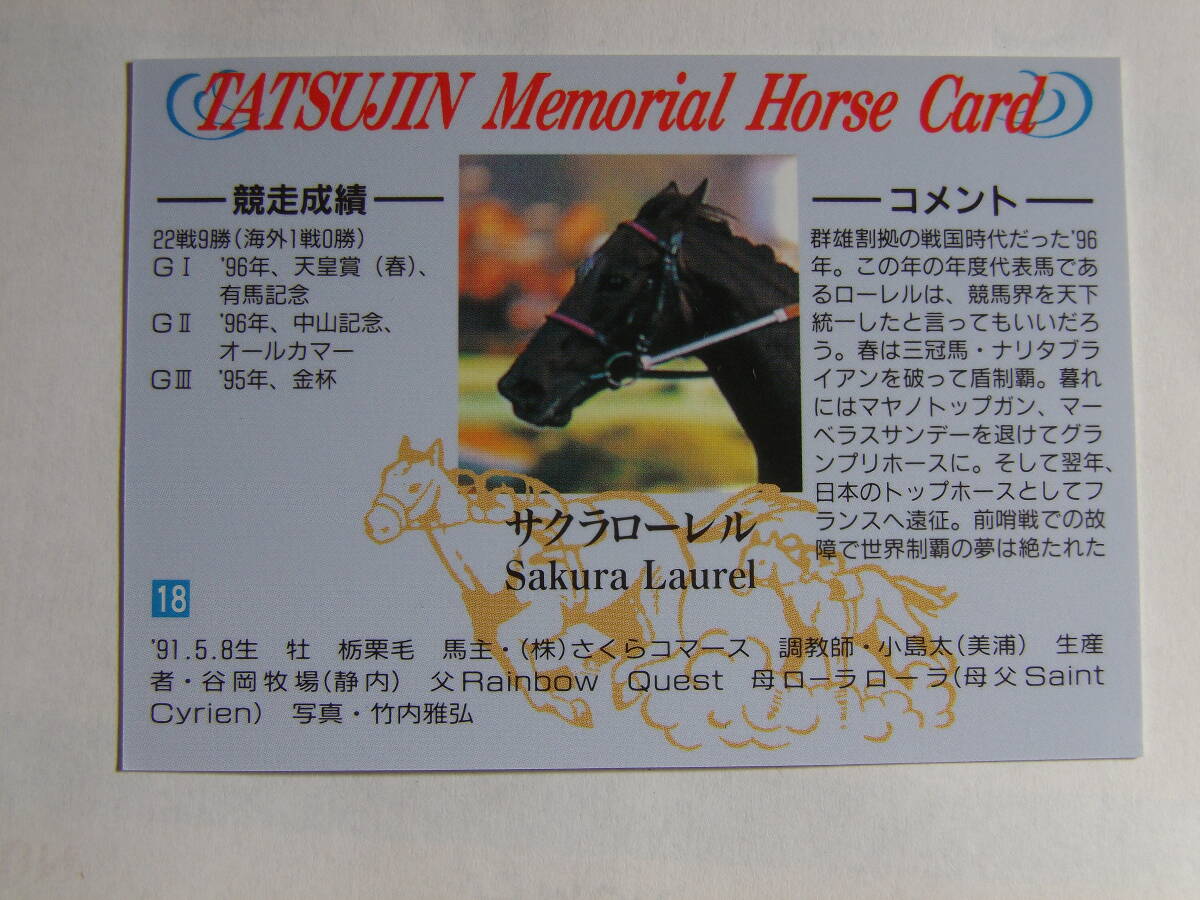 TATSUJIN Memorial Horse Card
競走成績
22戦9勝(海外1戦0勝)
GⅠ '96年、天皇賞(春)、
有馬記念
GⅡ '96年、中山記念、
オールカマー
GⅢ '95年、金杯
コメント
群雄割拠の戦国時代だった'96
年。この年の年度代表馬であ
るローレルは、競馬界を天下
統一したと言ってもいいだろ
う。春は三冠馬・ナリタブラ
イアンを破って盾制覇。暮れ
にはマヤノトップガン、マー
ベラスサンデーを退けてグラ
ンプリホースに。そして翌年、
日本のトップホースとしてフ
ランスへ遠征。前哨戦での故
障で世界制覇の夢は絶たれた
サクラローレル
Sakura Laurel
18
'91.5.8生 牡 栃栗毛 馬主・(株)さくらコマース 調教師・小島太(美浦) 生産
者・谷岡牧場(静内) 父Rainbow Quest 母ローラローラ(母父Saint
Cyrien) 写真・竹内雅弘